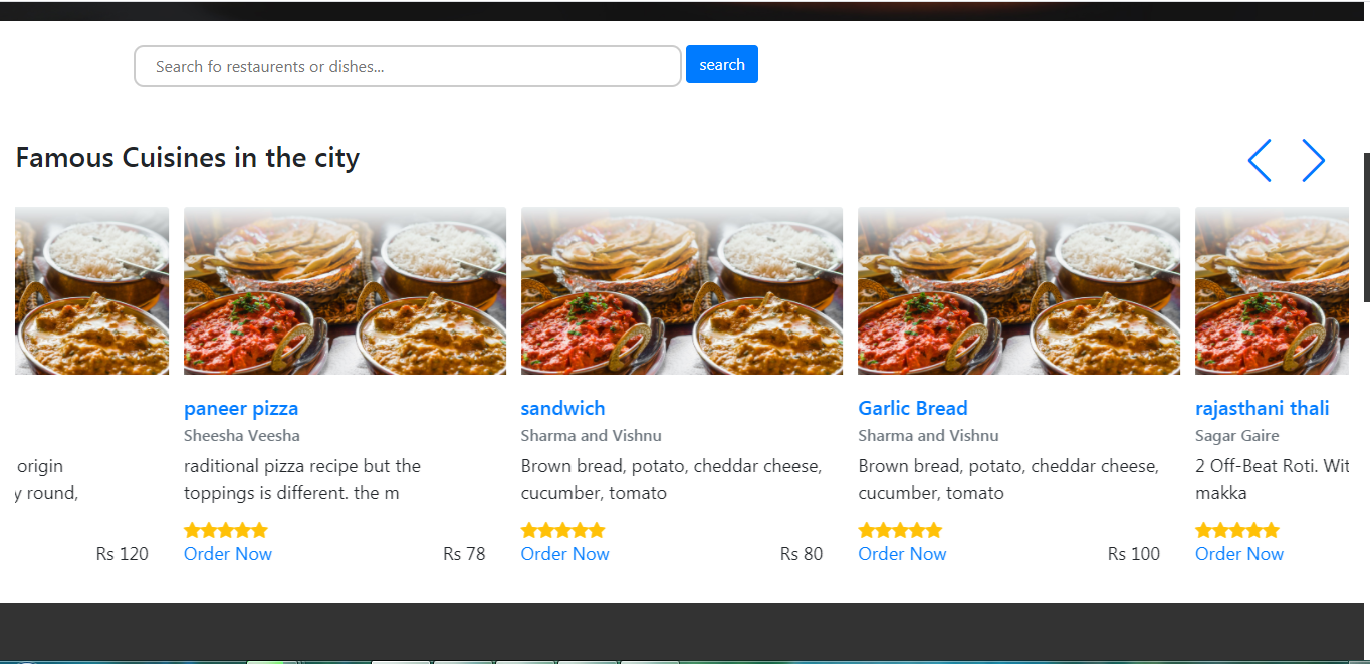 Search fo restaurents or dishes...
search
Famous Cuisines in the city
origin
y round,
Rs 120
paneer pizza
Sheesha Veesha
raditional pizza recipe but the
toppings is different. the m
Order Now
Rs 78
sandwich
Sharma and Vishnu
Brown bread, potato, cheddar cheese,
cucumber, tomato
Order Now
Rs 80
Garlic Bread
Sharma and Vishnu
Brown bread, potato, cheddar cheese,
cucumber, tomato
Order Now
Rs 100
rajasthani thali
Sagar Gaire
2 Off-Beat Roti. Wit
makka
Order Now